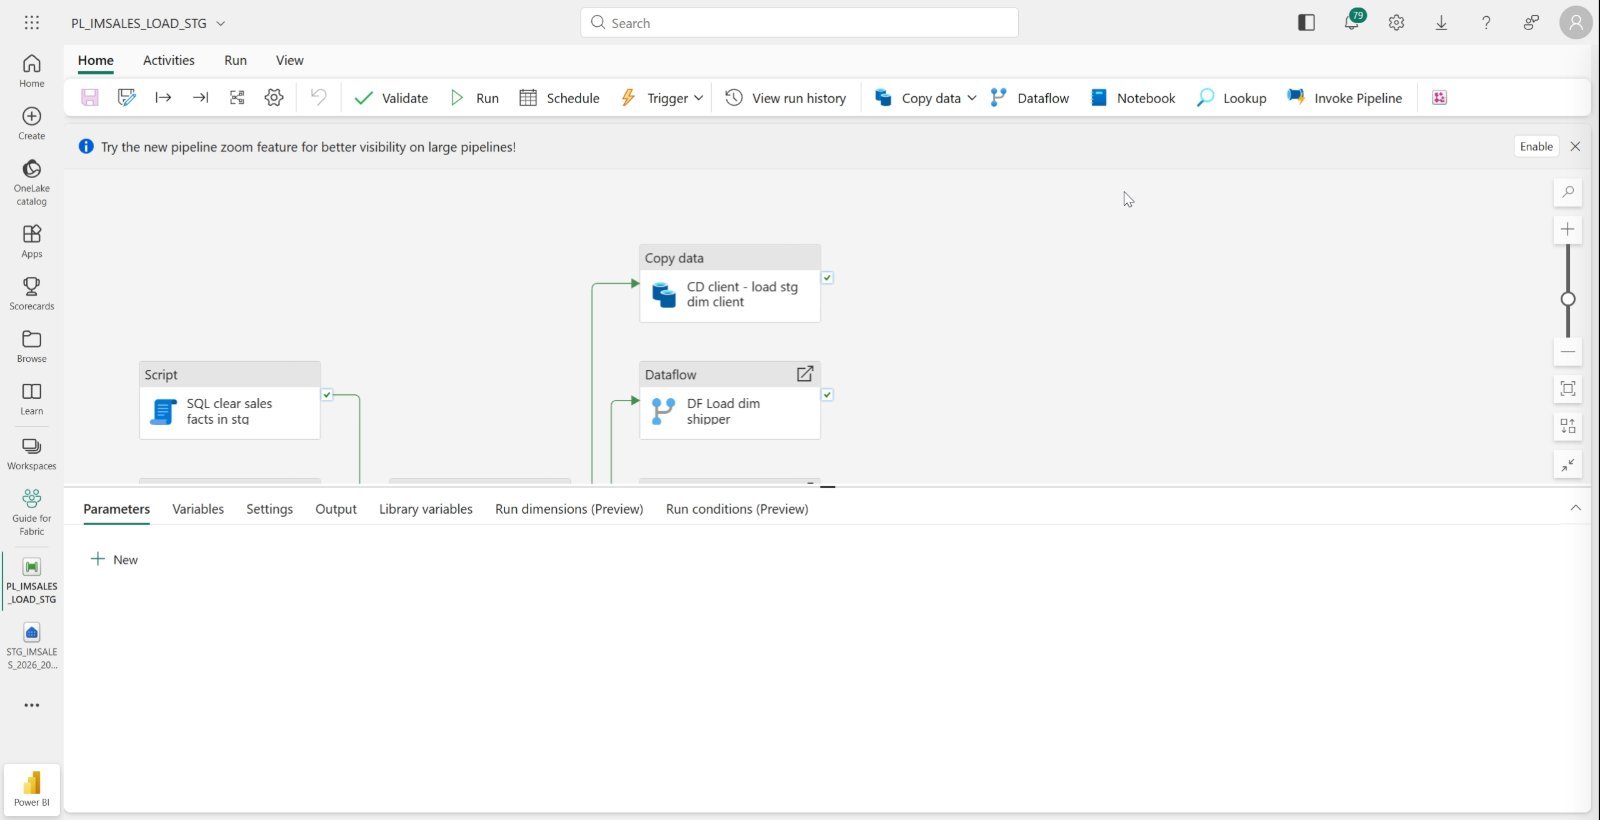 PL_IMSALES_LOAD_STG
Search
79
Home
Activities
Run
View
Validate
Run
Schedule
Trigger
View run history
Copy data
Dataflow
Notebook
Lookup
Invoke Pipeline
Try the new pipeline zoom feature for better visibility on large pipelines!
Enable
Home
Create
OneLake
catalog
Apps
Scorecards
Browse
Learn
Workspaces
Guide for
Fabric
PL_IMSALES
_LOAD_STG
STG_IMSALE
S_2026_20...
Power BI
Copy data
CD client - load stg
dim client
Script
SQL clear sales
facts in stg
Dataflow
DF Load dim
shipper
Parameters
Variables
Settings
Output
Library variables
Run dimensions (Preview)
Run conditions (Preview)
New